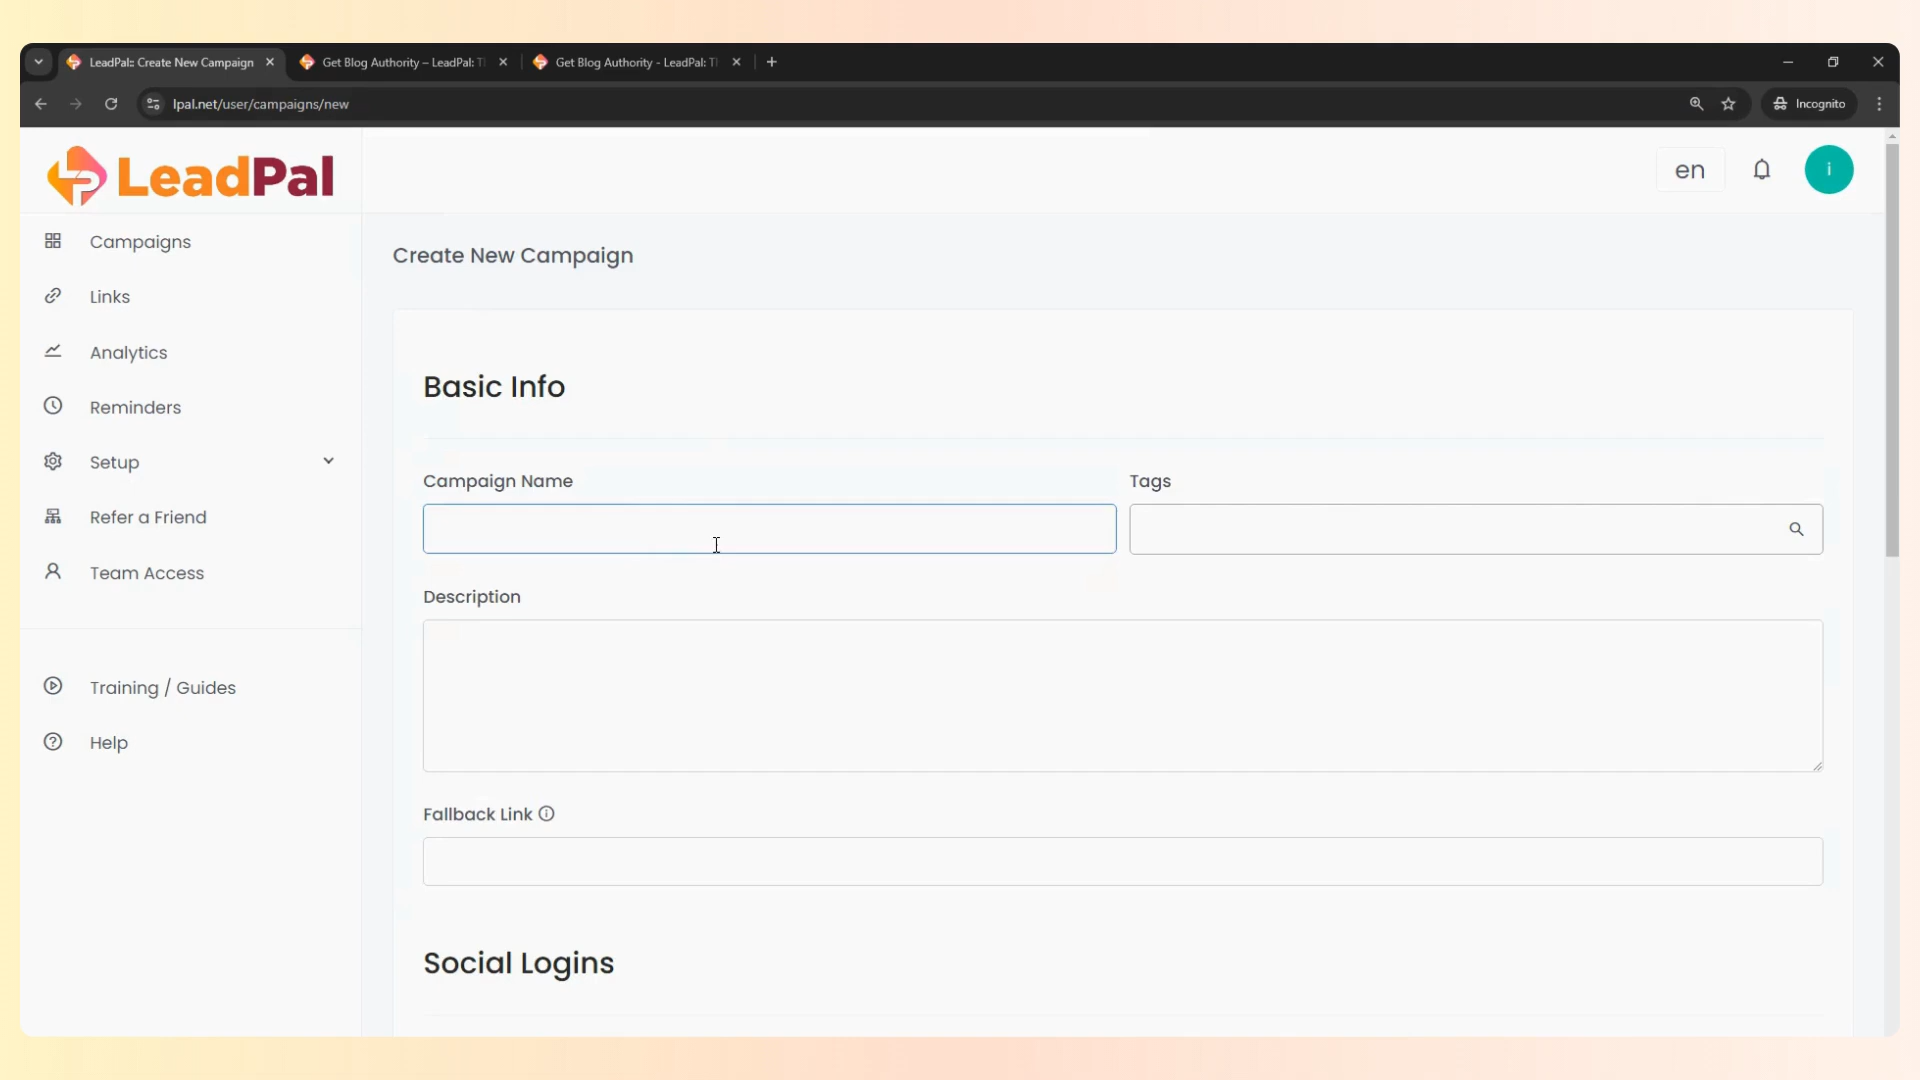 LeadPal:: Create New Campaign
Get Blog Authority – LeadPal: T
Get Blog Authority - LeadPal: T
lpal.net/user/campaigns/new
Incognito
LeadPal
en
i
Campaigns
Links
Analytics
Reminders
Setup
Refer a Friend
Team Access
Training / Guides
Help
Create New Campaign
Basic Info
Campaign Name
Tags
Description
Fallback Link
Social Logins